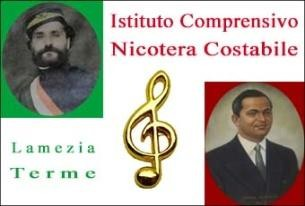 Istituto Comprensivo
Nicotera Costabile
Lamezia
Terme